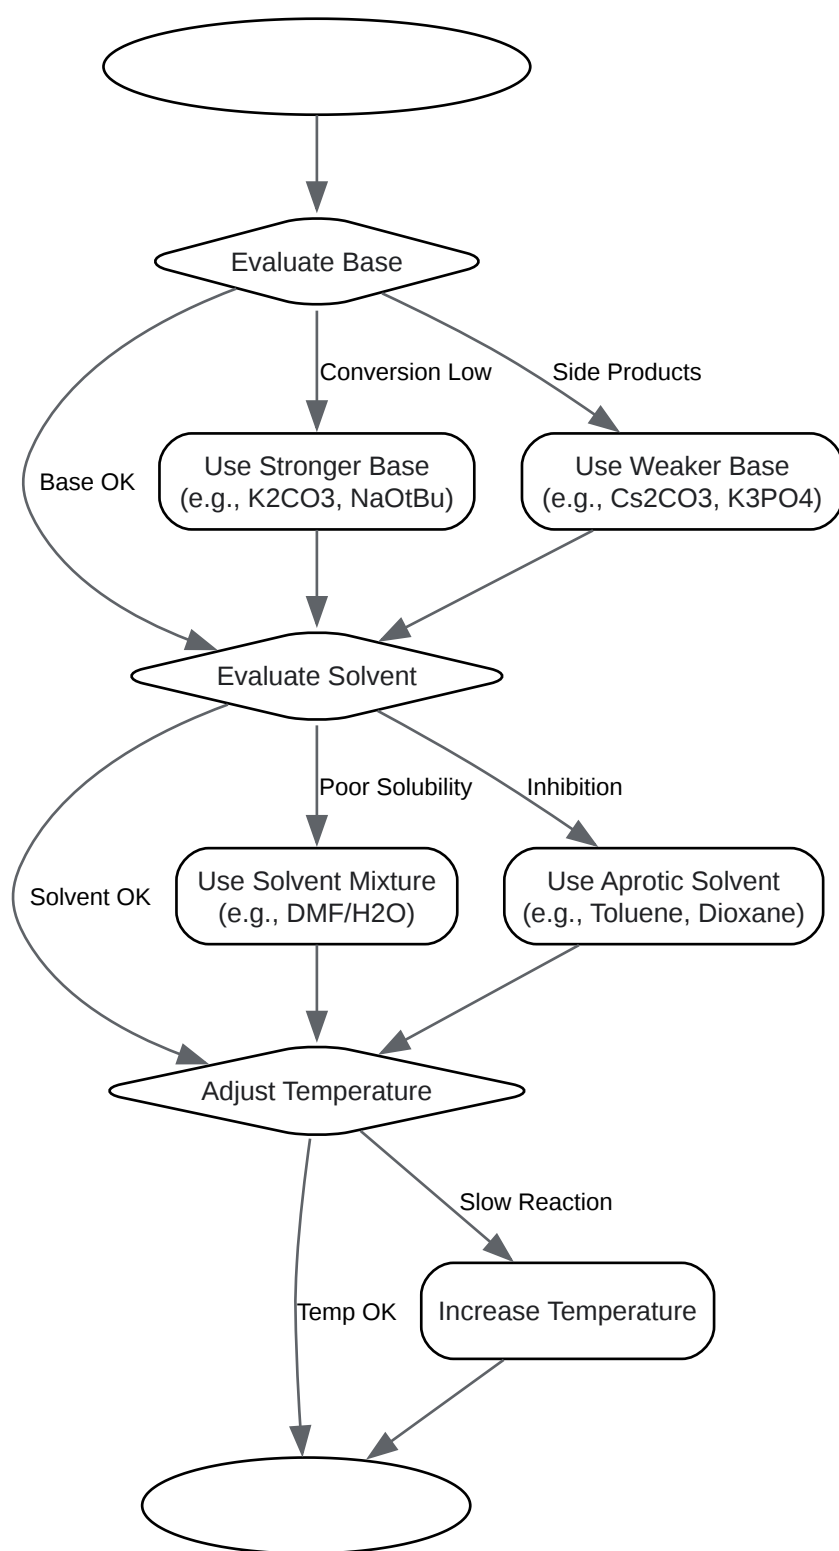 Evaluate Base
Conversion Low
Side Products
Base OK
Use Stronger Base
(e.g., K2CO3, NaOtBu)
Use Weaker Base
(e.g., Cs2CO3, K3PO4)
Evaluate Solvent
Poor Solubility
Inhibition
Solvent OK
Use Solvent Mixture
(e.g., DMF/H2O)
Use Aprotic Solvent
(e.g., Toluene, Dioxane)
Adjust Temperature
Slow Reaction
Temp OK
Increase Temperature